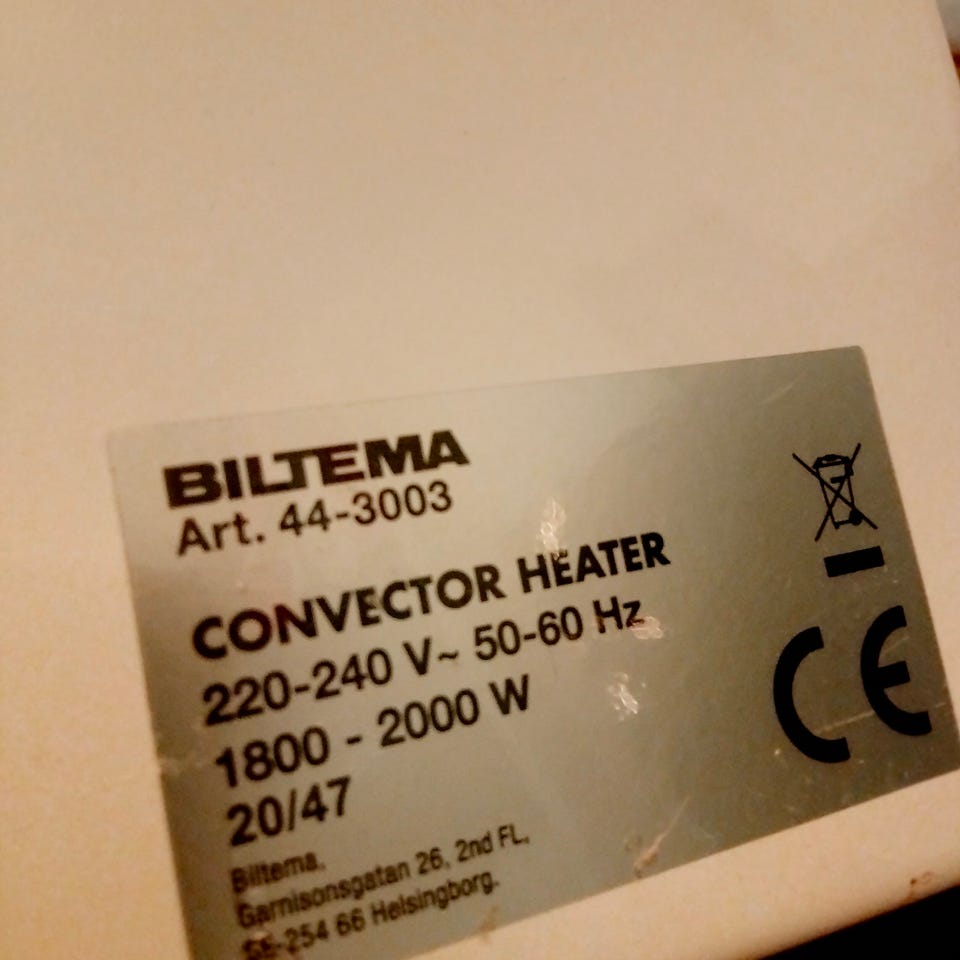 BILTEMA
Art. 44-3003
CONVECTOR HEATER
220-240 V~ 50-60 Hz
1800 - 2000 W
20/47
Biltema,
Garnisonsgatan 26, 2nd FL,
SE-254 66 Helsingborg.
CE